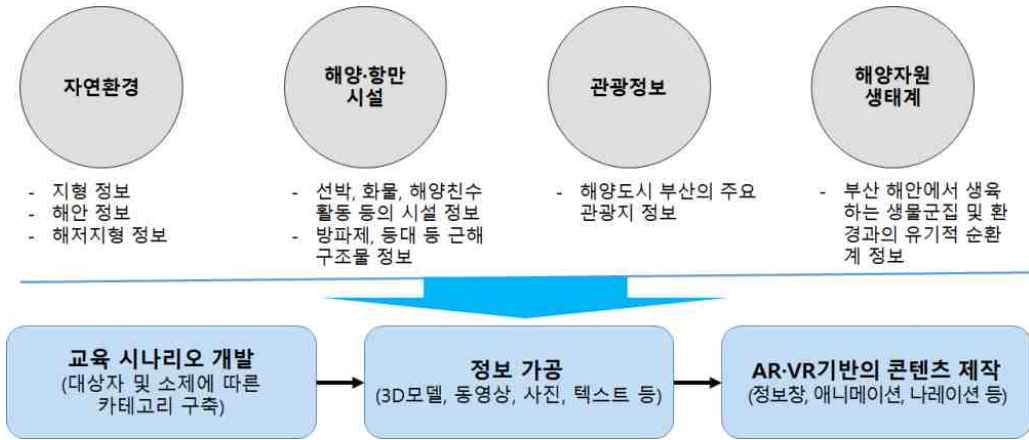 자연환경
해양·항만
시설
관광정보
해양자원
생태계
- 지형 정보
- 해안 정보
- 해저지형 정보
- 선박, 화물, 해양친수
활동 등의 시설 정보
- 방파제, 등대 등 근해
구조물 정보
- 해양도시 부산의 주요
관광지 정보
- 부산 해안에서 생육
하는 생물군집 및 환
경과의 유기적 순환
계 정보
교육 시나리오 개발
(대상자 및 소제에 따른
카테고리 구축)
정보 가공
(3D모델, 동영상, 사진, 텍스트 등)
AR·VR기반의 콘텐츠 제작
(정보창, 애니메이션, 나레이션 등)